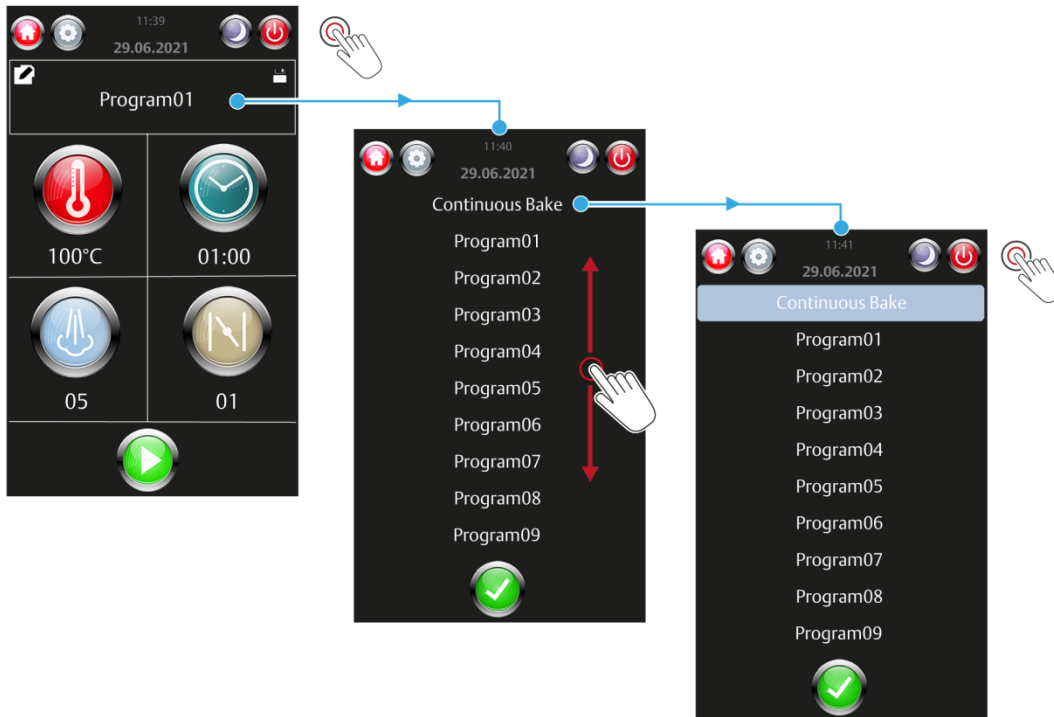 11:39
29.06.2021
Program01
100°C
01:00
05
01
11:40
29.06.2021
Continuous Bake
Program01
Program02
Program03
Program04
Program05
Program06
Program07
Program08
Program09
11:41
29.06.2021
Continuous Bake
Program01
Program02
Program03
Program04
Program05
Program06
Program07
Program08
Program09